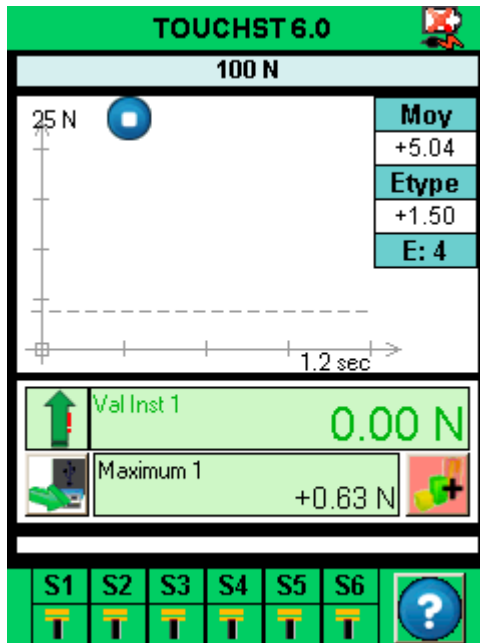 TOUCHST 6.0
100 N
25 N
Moy
+5.04
Etype
+1.50
E: 4
1.2 sec
Val Inst 1
0.00 N
Maximum 1
+0.63 N
S1 S2 S3 S4 S5 S6
?